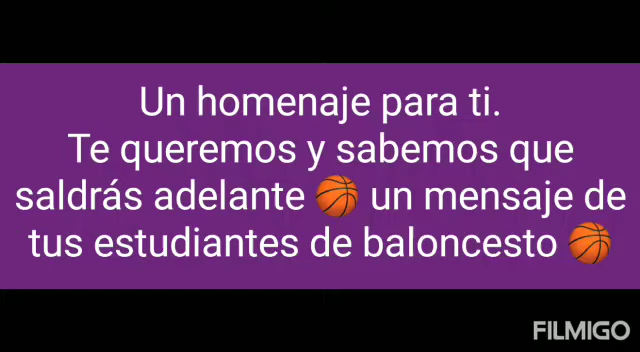 Un homenaje para ti.
Te queremos y sabemos que
saldrás adelante 🏀 un mensaje de
tus estudiantes de baloncesto 🏀
FILMIGO